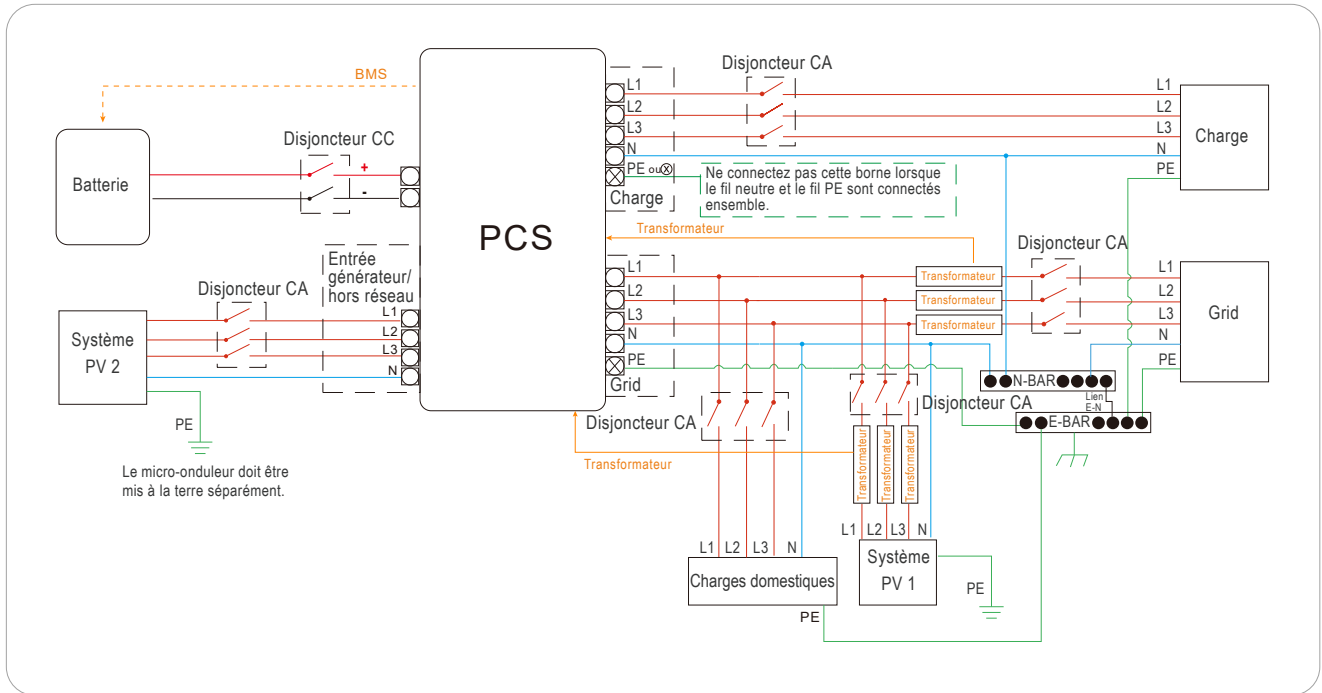 BMS
Batterie
Disjoncteur CC
+
-
PCS
L1
L2
L3
N
PE ou
Charge
Disjoncteur CA
L1
L2
L3
N
PE
Charge
Ne connectez pas cette borne lorsque
le fil neutre et le fil PE sont connectés
ensemble.
Transformateur
Disjoncteur CA
Entrée
générateur/
hors réseau
L1
L2
L3
N
Disjoncteur CA
Système
PV 2
PE
Le micro-onduleur doit être
mis à la terre séparément.
L1
L2
L3
N
PE
Grid
Transformateur
Transformateur
Transformateur
L1
L2
L3
N
PE
Grid
N-BAR
Lien
E-N
E-BAR
Disjoncteur CA
Disjoncteur CA
Transformateur
Transformateur
Transformateur
Transformateur
L1 L2 L3 N
Charges domestiques
PE
L1 L2 L3 N
Système
PV 1
PE